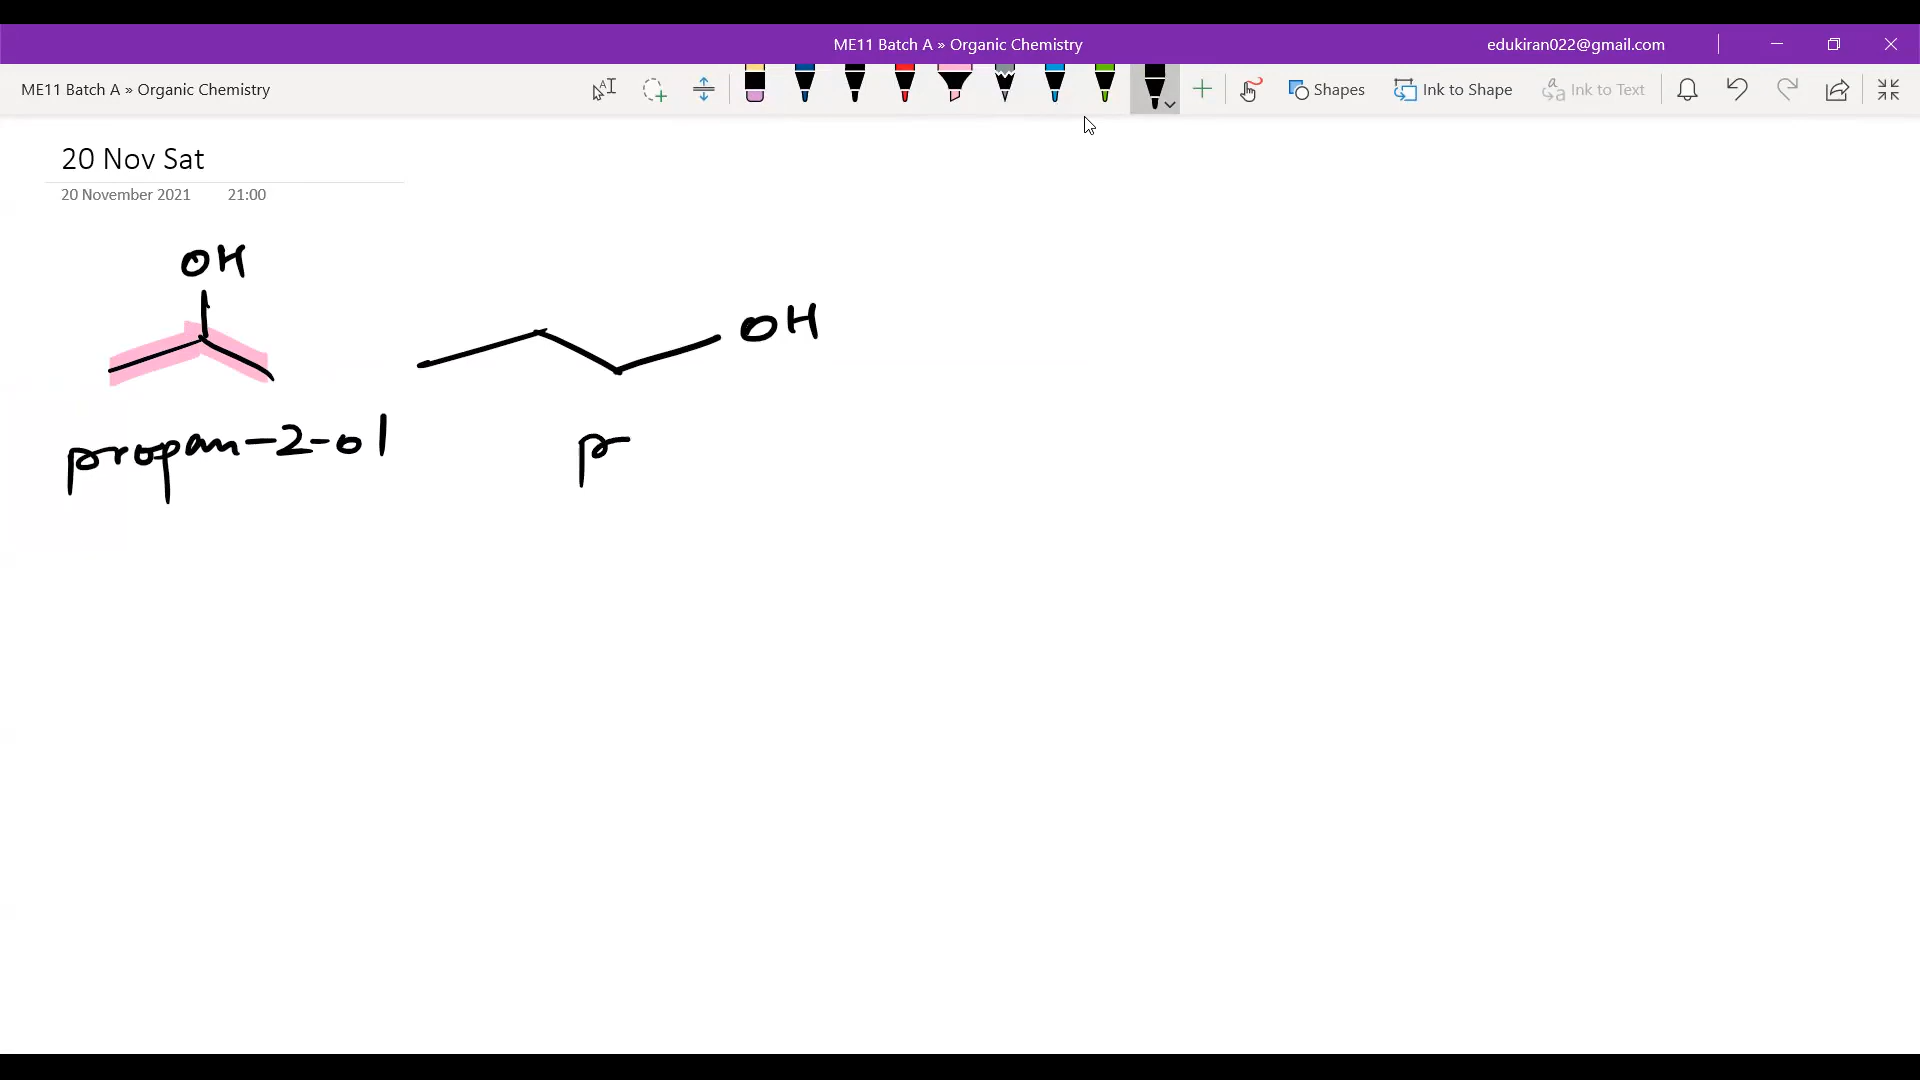 ME11 Batch A » Organic Chemistry
edukiran022@gmail.com
ME11 Batch A » Organic Chemistry
Shapes
Ink to Shape
Ink to Text
20 Nov Sat
20 November 2021 21:00
OH
OH
propan-2-ol
pr